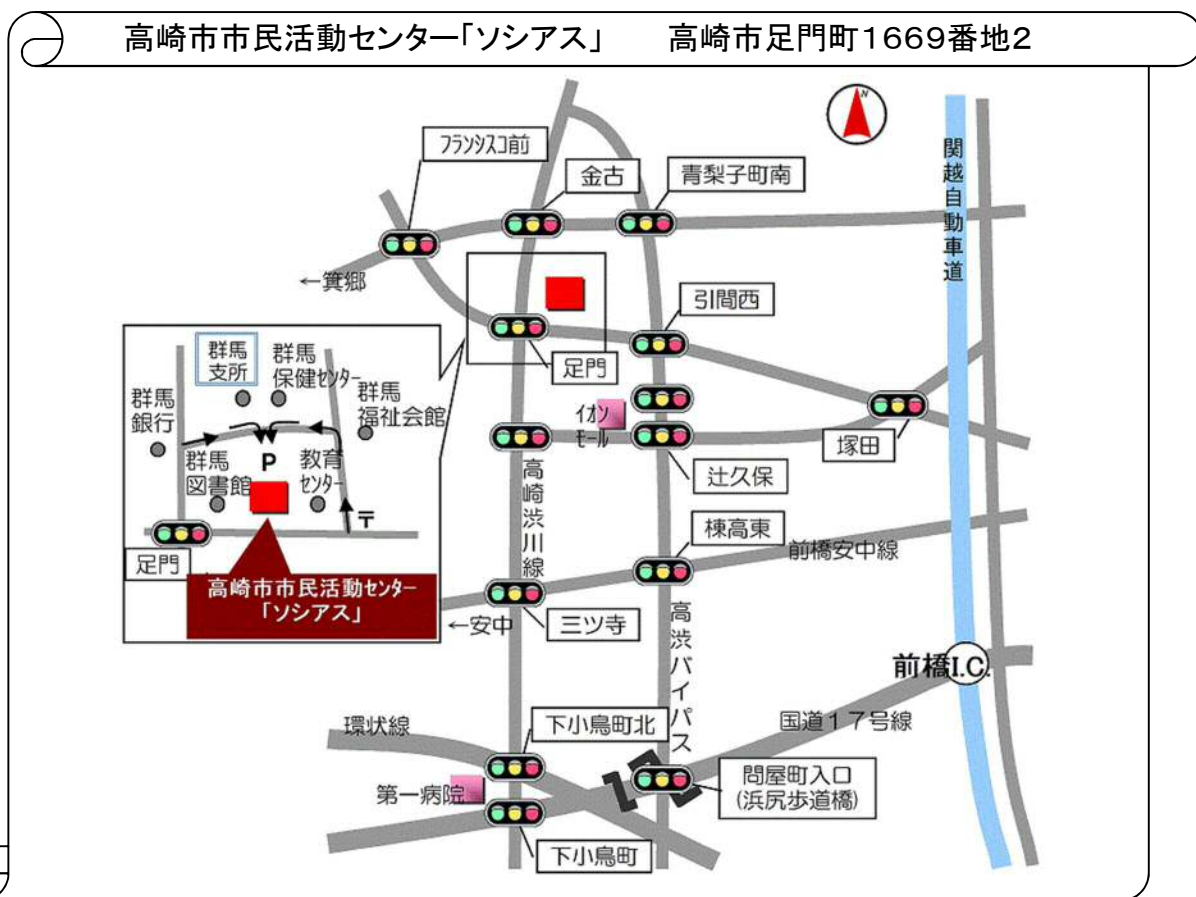 高崎市市民活動センター「ソシアス」　　高崎市足門町1669番地2
N
フランシスコ前
金古
青梨子町南
関越自動車道
←箕郷
引間西
足門
イオン
モール
塚田
辻久保
高崎渋川線
棟高東
前橋安中線
←安中
三ツ寺
高渋バイパス
前橋I.C.
国道17号線
環状線
下小鳥町北
第一病院
問屋町入口
(浜尻歩道橋)
下小鳥町
群馬
支所
群馬
保健センター
群馬
銀行
群馬
福祉会館
P
群馬
図書館
教育
センター
〒
足門
高崎市市民活動センター
「ソシアス」